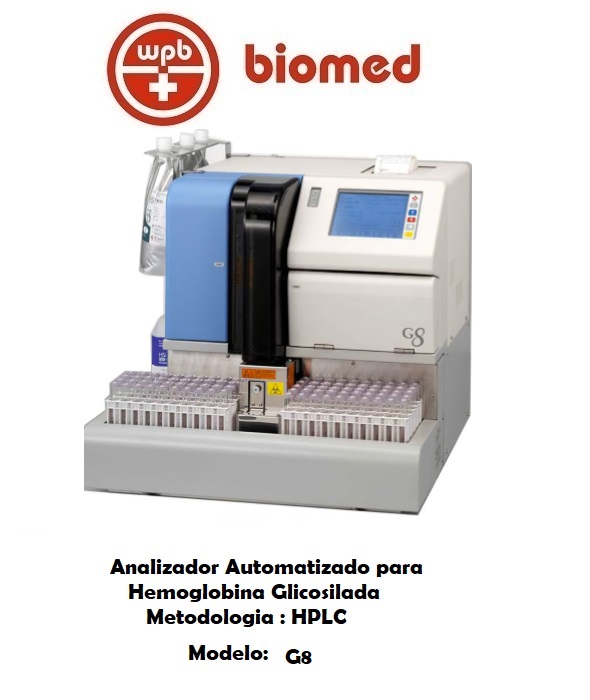 wpb
biomed
G8
Analizador Automatizado para
Hemoglobina Glicosilada
Metodologia : HPLC
Modelo: G8